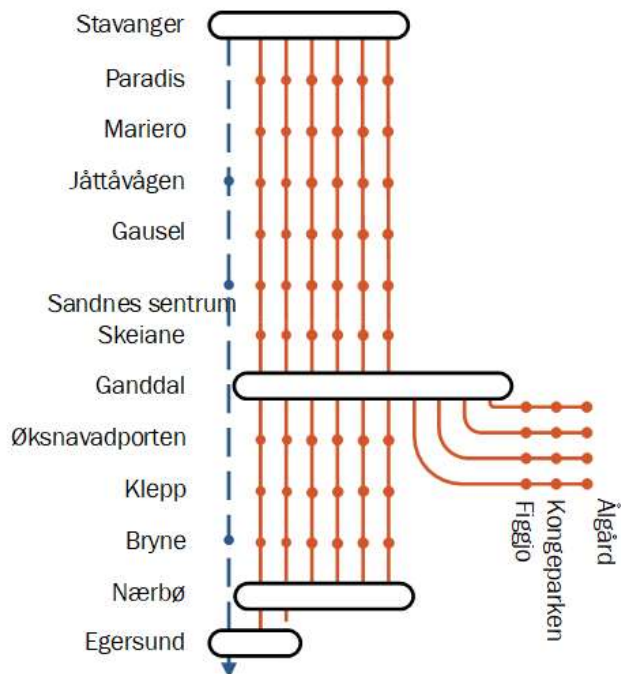 Stavanger
Paradis
Mariero
Jåttåvågen
Gausel
Sandnes sentrum
Skeiane
Ganddal
Øksnavadporten
Klepp
Bryne
Nærbø
Egersund
Figgjo
Kongeparken
Ålgård